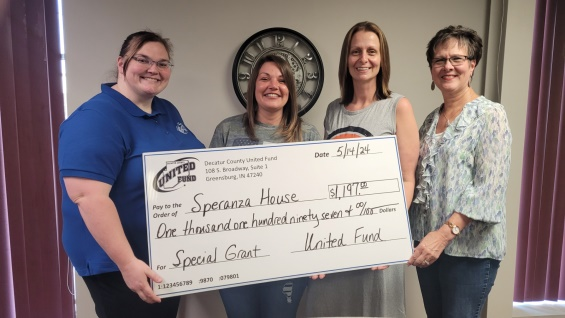 UNITED
FUND
Decatur County United Fund
108 S. Broadway, Suite 1
Greensburg, IN 47240
Date 5/14/24
Pay to the
Order of Speranza House $1,197.00
One thousand one hundred ninety seven & 00/100 Dollars
For Special Grant United Fund
1:123456789 :9870 :079801